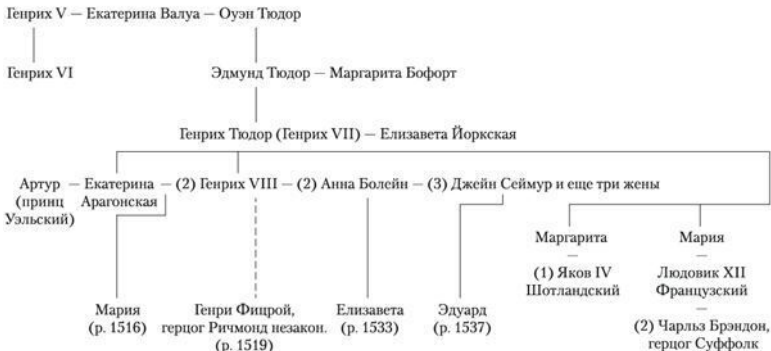 Генрих V — Екатерина Валуа — Оуэн Тюдор
Генрих VI
Эдмунд Тюдор — Маргарита Бофорт
Генрих Тюдор (Генрих VII) — Елизавета Йоркская
Артур — Екатерина — (2) Генрих VIII — (2) Анна Болейн — (3) Джейн Сеймур и еще три жены
(принц Арагонская
Уэльский)
Маргарита
—
(1) Яков IV
Шотландский
Мария
—
Людовик XII
Французский
—
(2) Чарльз Брэндон,
герцог Суффолк
Мария
(р. 1516)
Генри Фицрой,
герцог Ричмонд незакон.
(р. 1519)
Елизавета
(р. 1533)
Эдуард
(р. 1537)